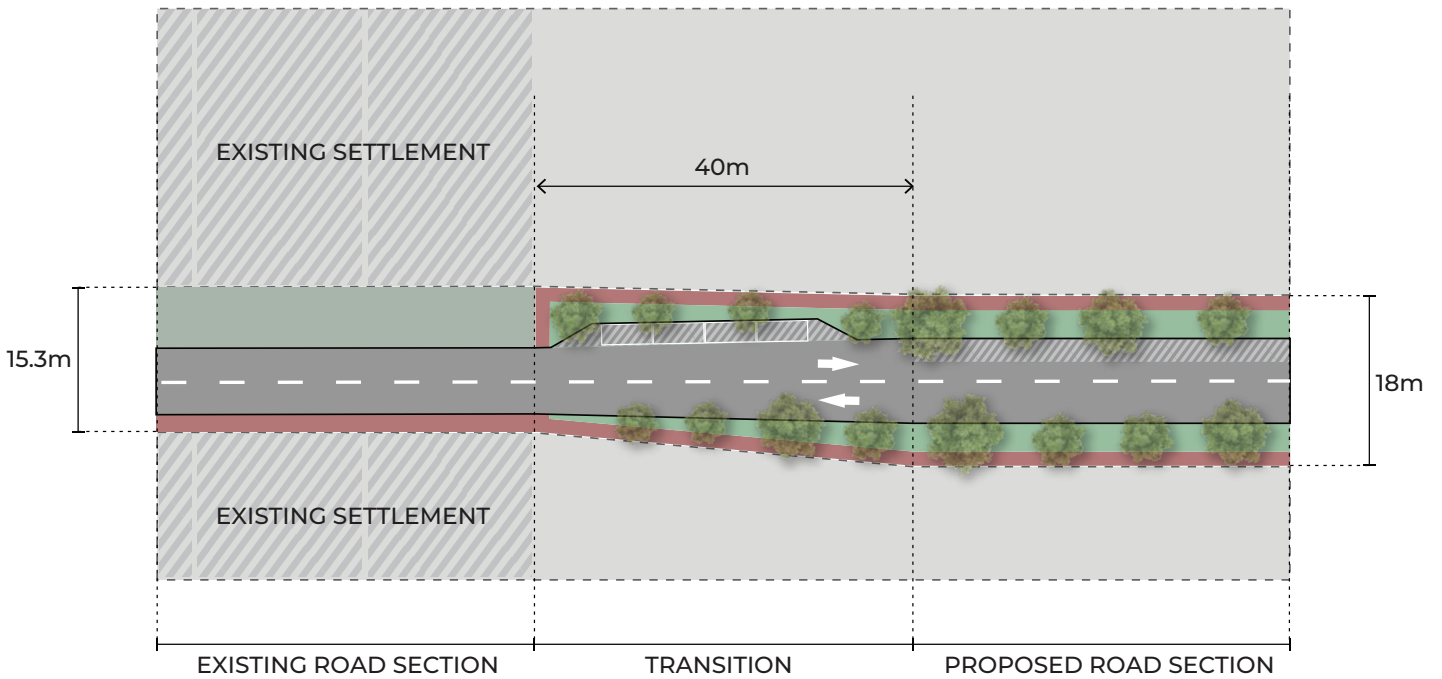 EXISTING SETTLEMENT
40m
15.3m
18m
EXISTING SETTLEMENT
EXISTING ROAD SECTION
TRANSITION
PROPOSED ROAD SECTION